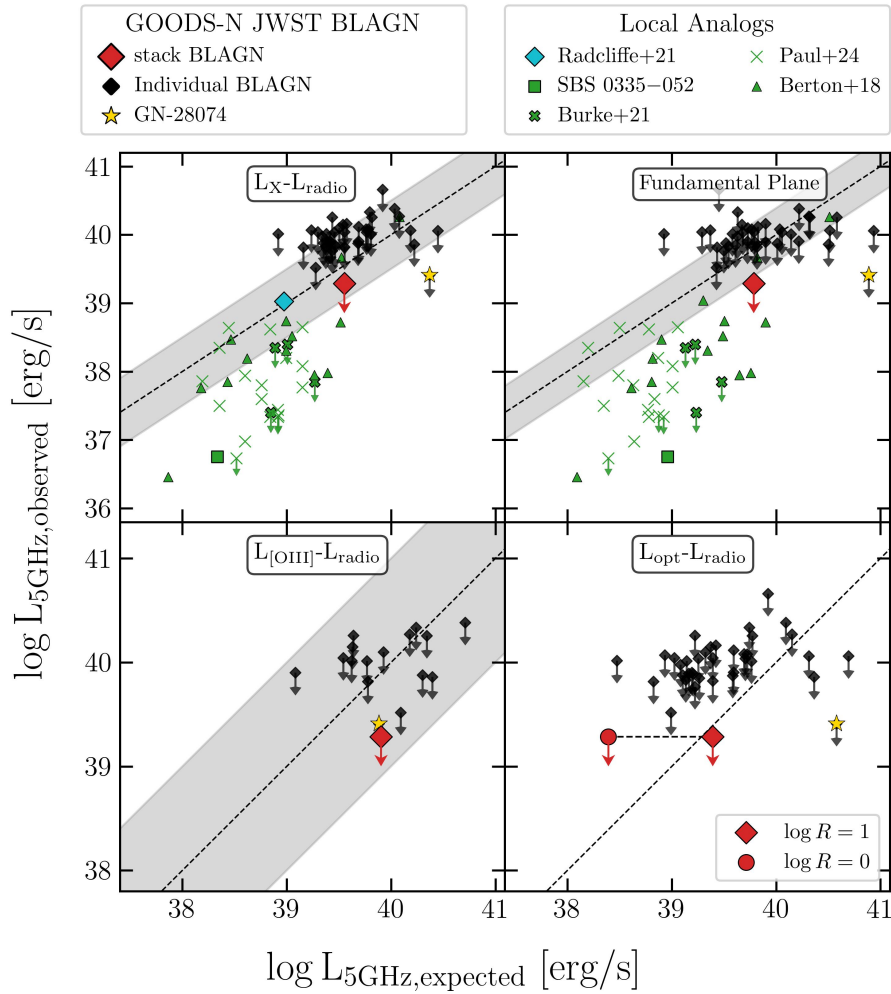 GOODS-N JWST BLAGN
stack BLAGN
Individual BLAGN
GN-28074
Local Analogs
Radcliffe+21
SBS 0335−052
Burke+21
Paul+24
Berton+18
L_X-L_radio
Fundamental Plane
41
40
39
38
37
36
L_[OIII]-L_radio
L_opt-L_radio
41
40
39
38
log R = 1
log R = 0
38 39 40 41
38 39 40 41
log L_5GHz,observed [erg/s]
log L_5GHz,expected [erg/s]